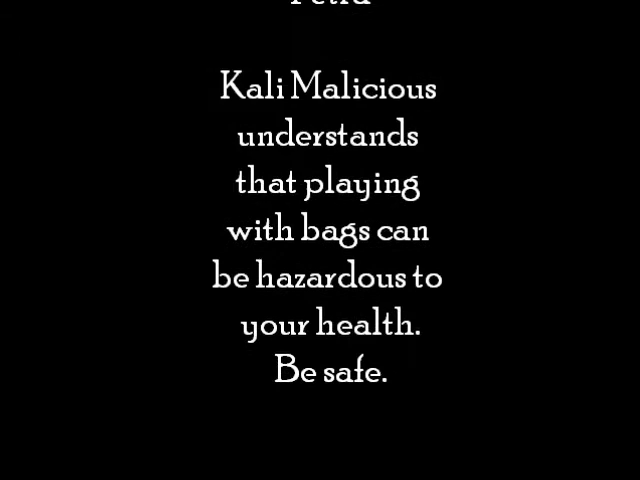 Kali Malicious
understands
that playing
with bags can
be hazardous to
your health.
Be safe.